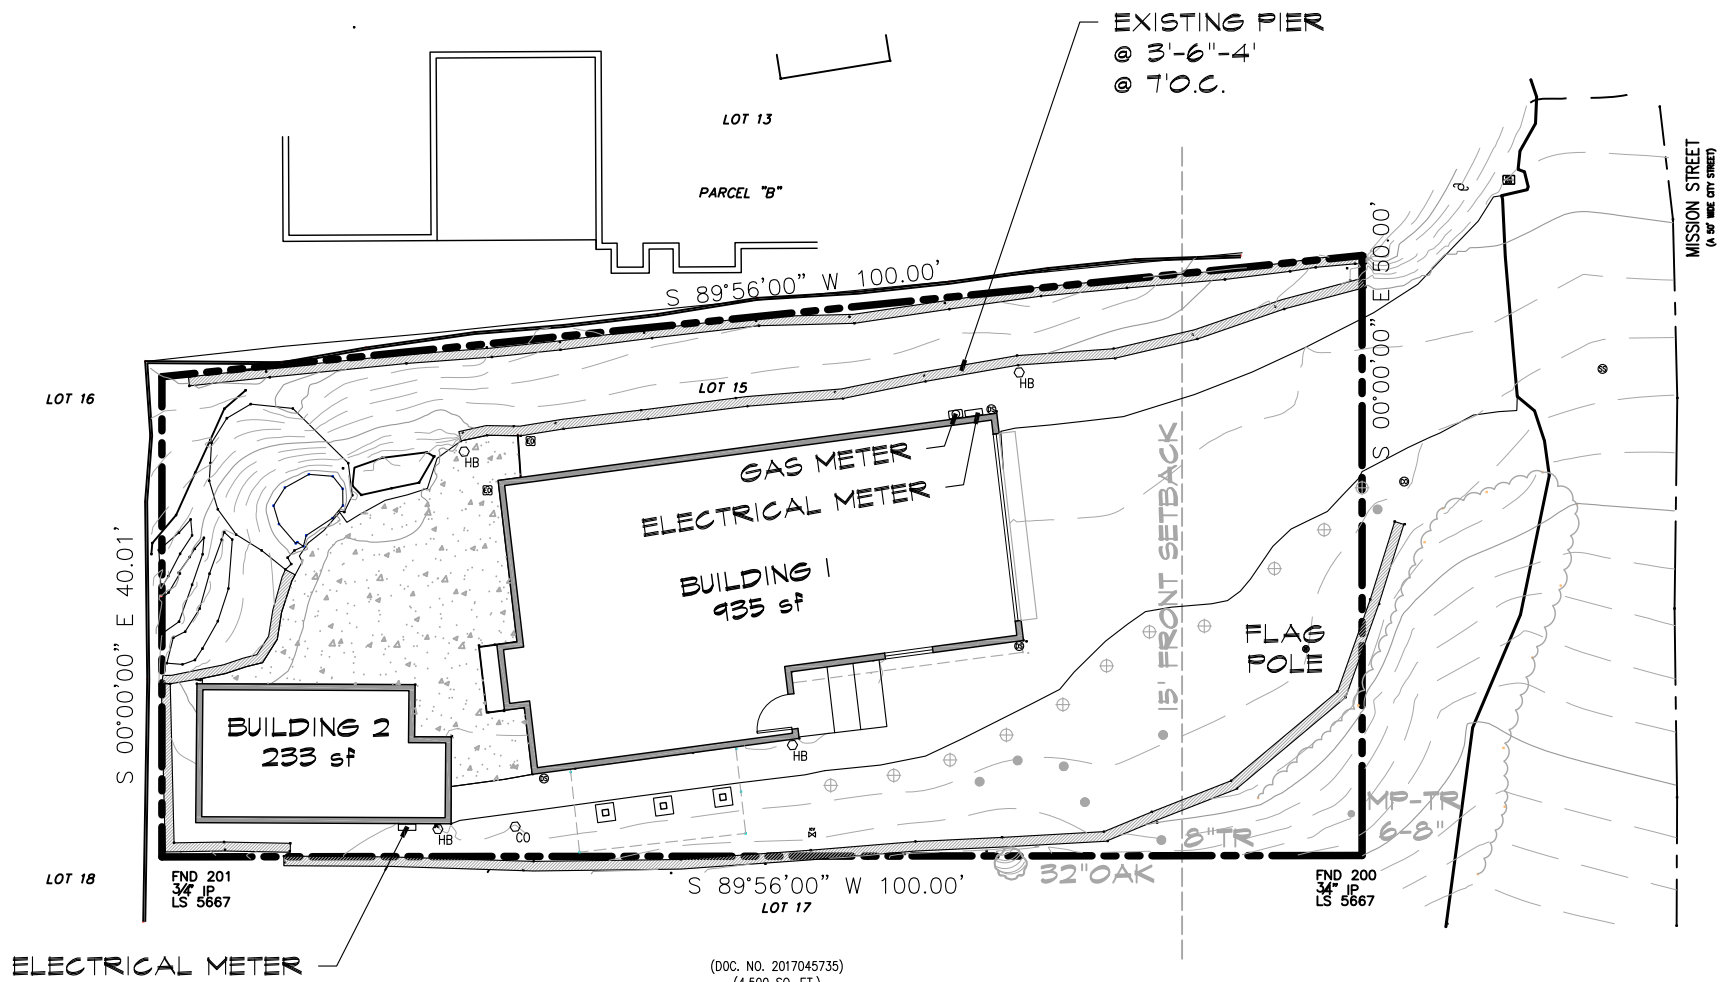 EXISTING PIER
@ 3'-6"-4'
@ 7'O.C.
LOT 13
PARCEL "B"
MISSION STREET
(A 50' WIDE CITY STREET)
S 89°56'00" W 100.00'
S 00°00'00" E 50.00'
LOT 16
LOT 15
HB
HB
GAS METER
ELECTRICAL METER
15' FRONT SETBACK
BUILDING 1
935 sf
FLAG
POLE
S 00°00'00" E 40.01'
BUILDING 2
233 sf
HB
HB
CO
MP-TR
6-8"
8"TR
32"OAK
LOT 18
FND 201
3/4" IP
LS 5667
S 89°56'00" W 100.00'
LOT 17
FND 200
3/4" IP
LS 5667
ELECTRICAL METER
(DOC. NO. 2017045735)
(4,500 SQ. FT.)